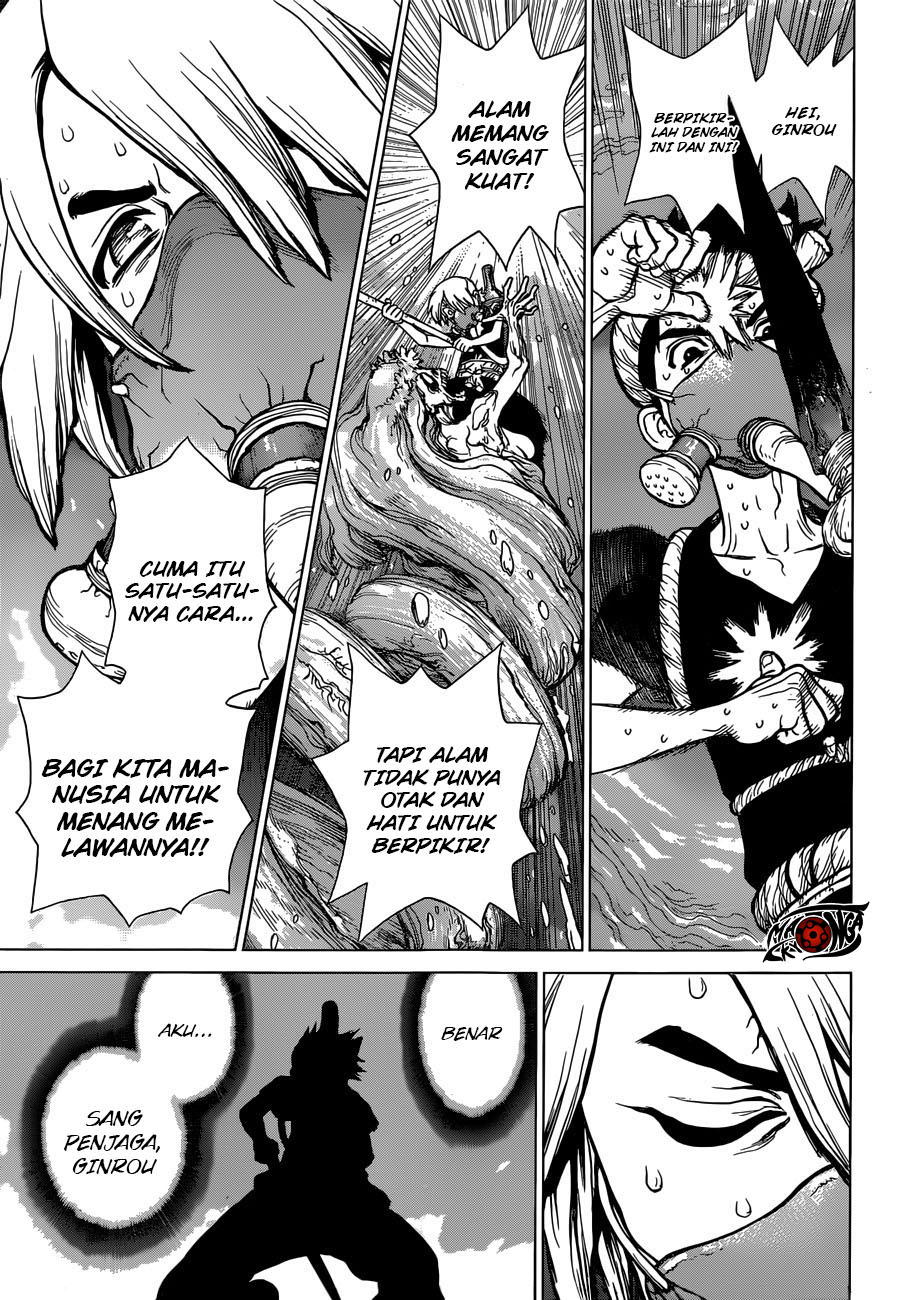 HEI,
GINROU
BERPIKIR-
LAH DENGAN
INI DAN INI!
ALAM
MEMANG
SANGAT
KUAT!
TAPI ALAM
TIDAK PUNYA
OTAK DAN
HATI UNTUK
BERPIKIR!
CUMA ITU
SATU-SATU-
NYA CARA...
BAGI KITA MA-
NUSIA UNTUK
MENANG ME-
LAWANNYA!!
BENAR
AKU...
SANG
PENJAGA,
GINROU